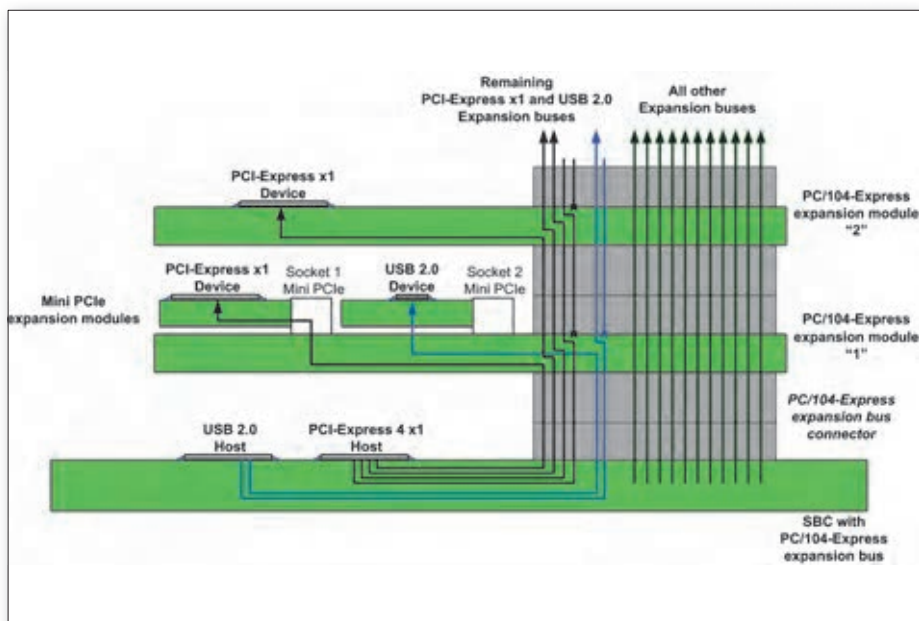 Remaining
PCI-Express x1 and USB 2.0
Expansion buses
All other
Expansion buses
PCI-Express x1
Device
PC/104-Express
expansion module
“2”
PCI-Express x1
Device
Socket 1
Mini PCIe
USB 2.0
Device
Socket 2
Mini PCIe
Mini PCIe
expansion modules
PC/104-Express
expansion module
“1”
PC/104-Express
expansion bus
connector
USB 2.0
Host
PCI-Express 4 x1
Host
SBC with
PC/104-Express
expansion bus